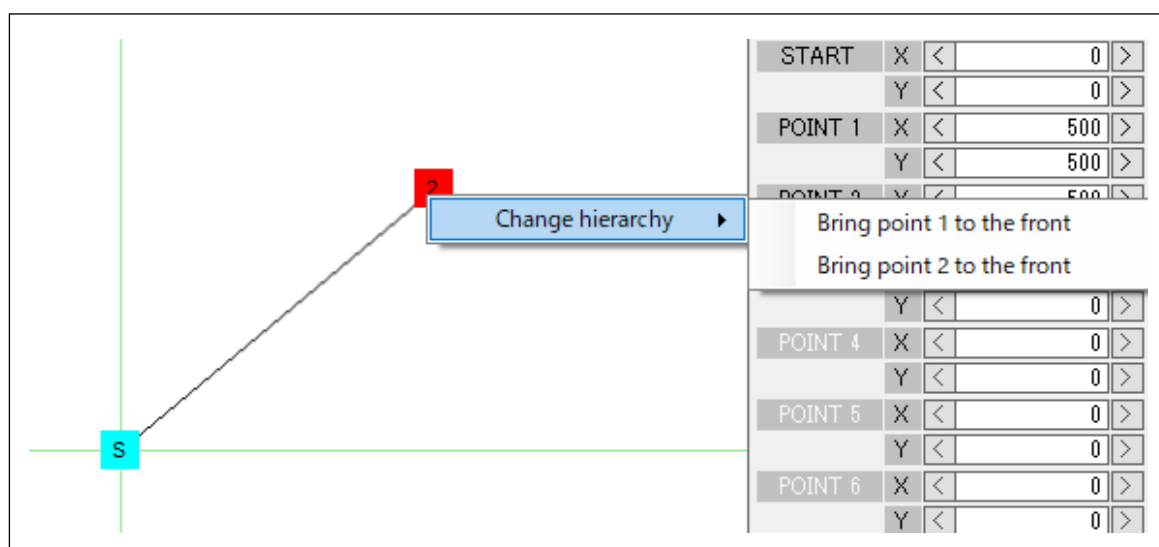 START X < 0 >
Y < 0 >
POINT 1 X < 500 >
Y < 500 >
2
Change hierarchy ▶
Bring point 1 to the front
Bring point 2 to the front
Y < 0 >
POINT 4 X < 0 >
Y < 0 >
POINT 5 X < 0 >
S
Y < 0 >
POINT 6 X < 0 >
Y < 0 >